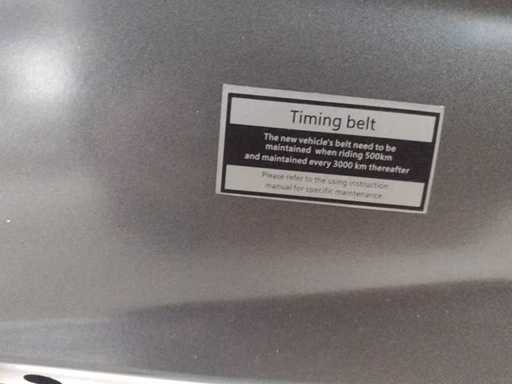 Timing belt
The new vehicle's belt need to be
maintained when riding 500km
and maintained every 3000 km thereafter
Please refer to the using instruction
manual for specific maintenance